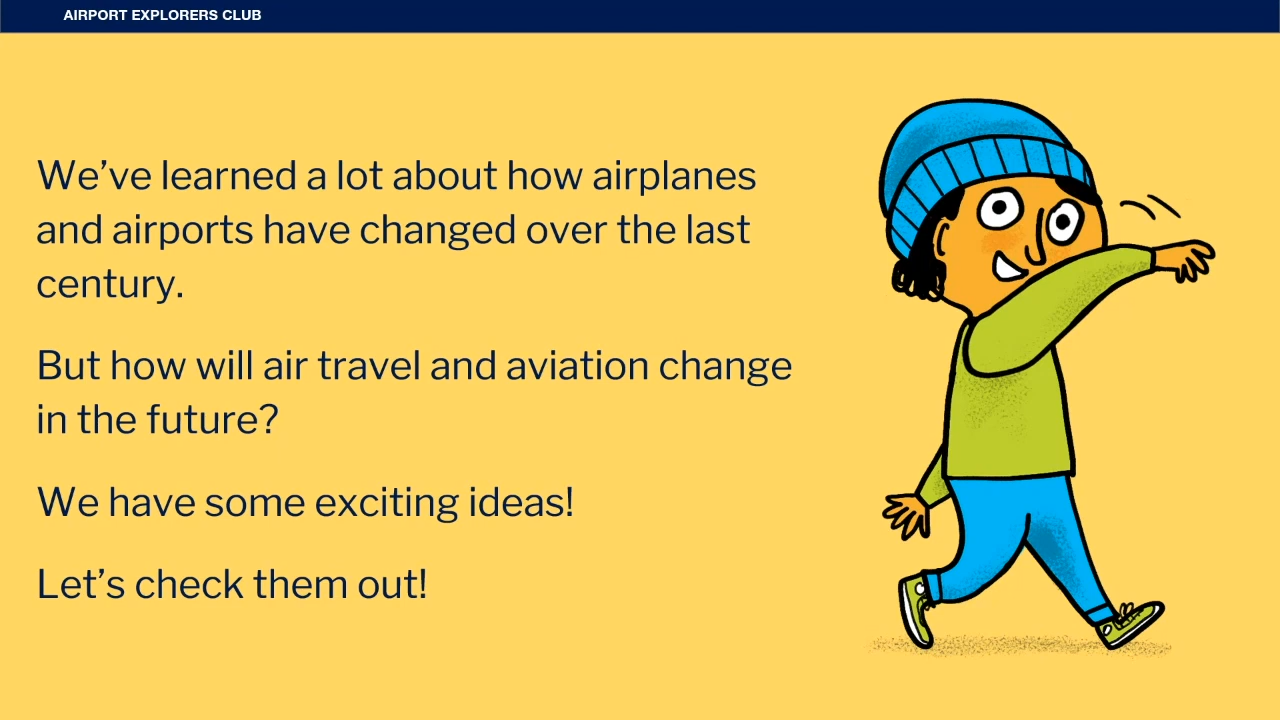 AIRPORT EXPLORERS CLUB
We’ve learned a lot about how airplanes
and airports have changed over the last
century.
But how will air travel and aviation change
in the future?
We have some exciting ideas!
Let’s check them out!